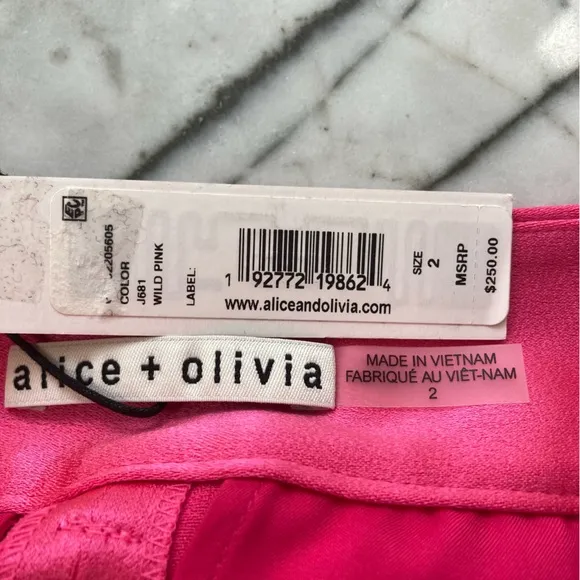 2205605
COLOR
J681
WILD PINK
LABEL:
1 92772 19862 4
www.aliceandolivia.com
SIZE
2
MSRP
$250.00
alice + olivia
MADE IN VIETNAM
FABRIQUÉ AU VIÊT-NAM
2